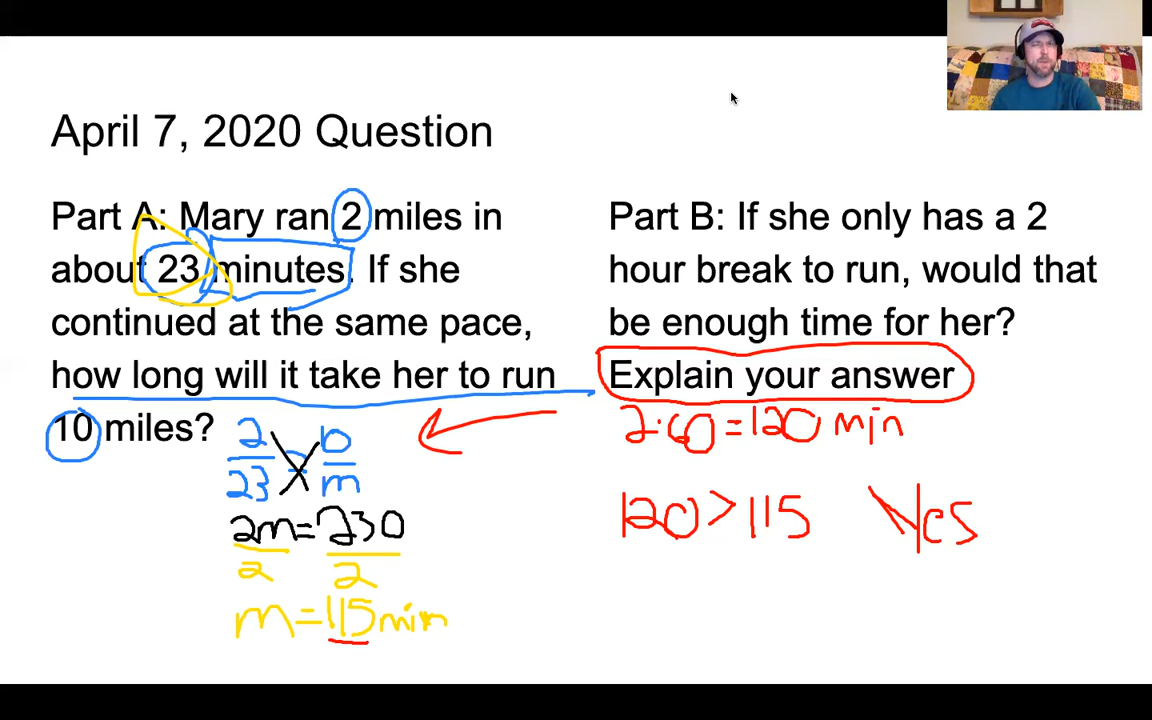 April 7, 2020 Question
Part A: Mary ran 2 miles in
about 23 minutes. If she
continued at the same pace,
how long will it take her to run
10 miles?
2/23 = 10/m
2m = 230
2 2
m = 115 min
Part B: If she only has a 2
hour break to run, would that
be enough time for her?
Explain your answer
2·60 = 120 min
120 > 115 Yes